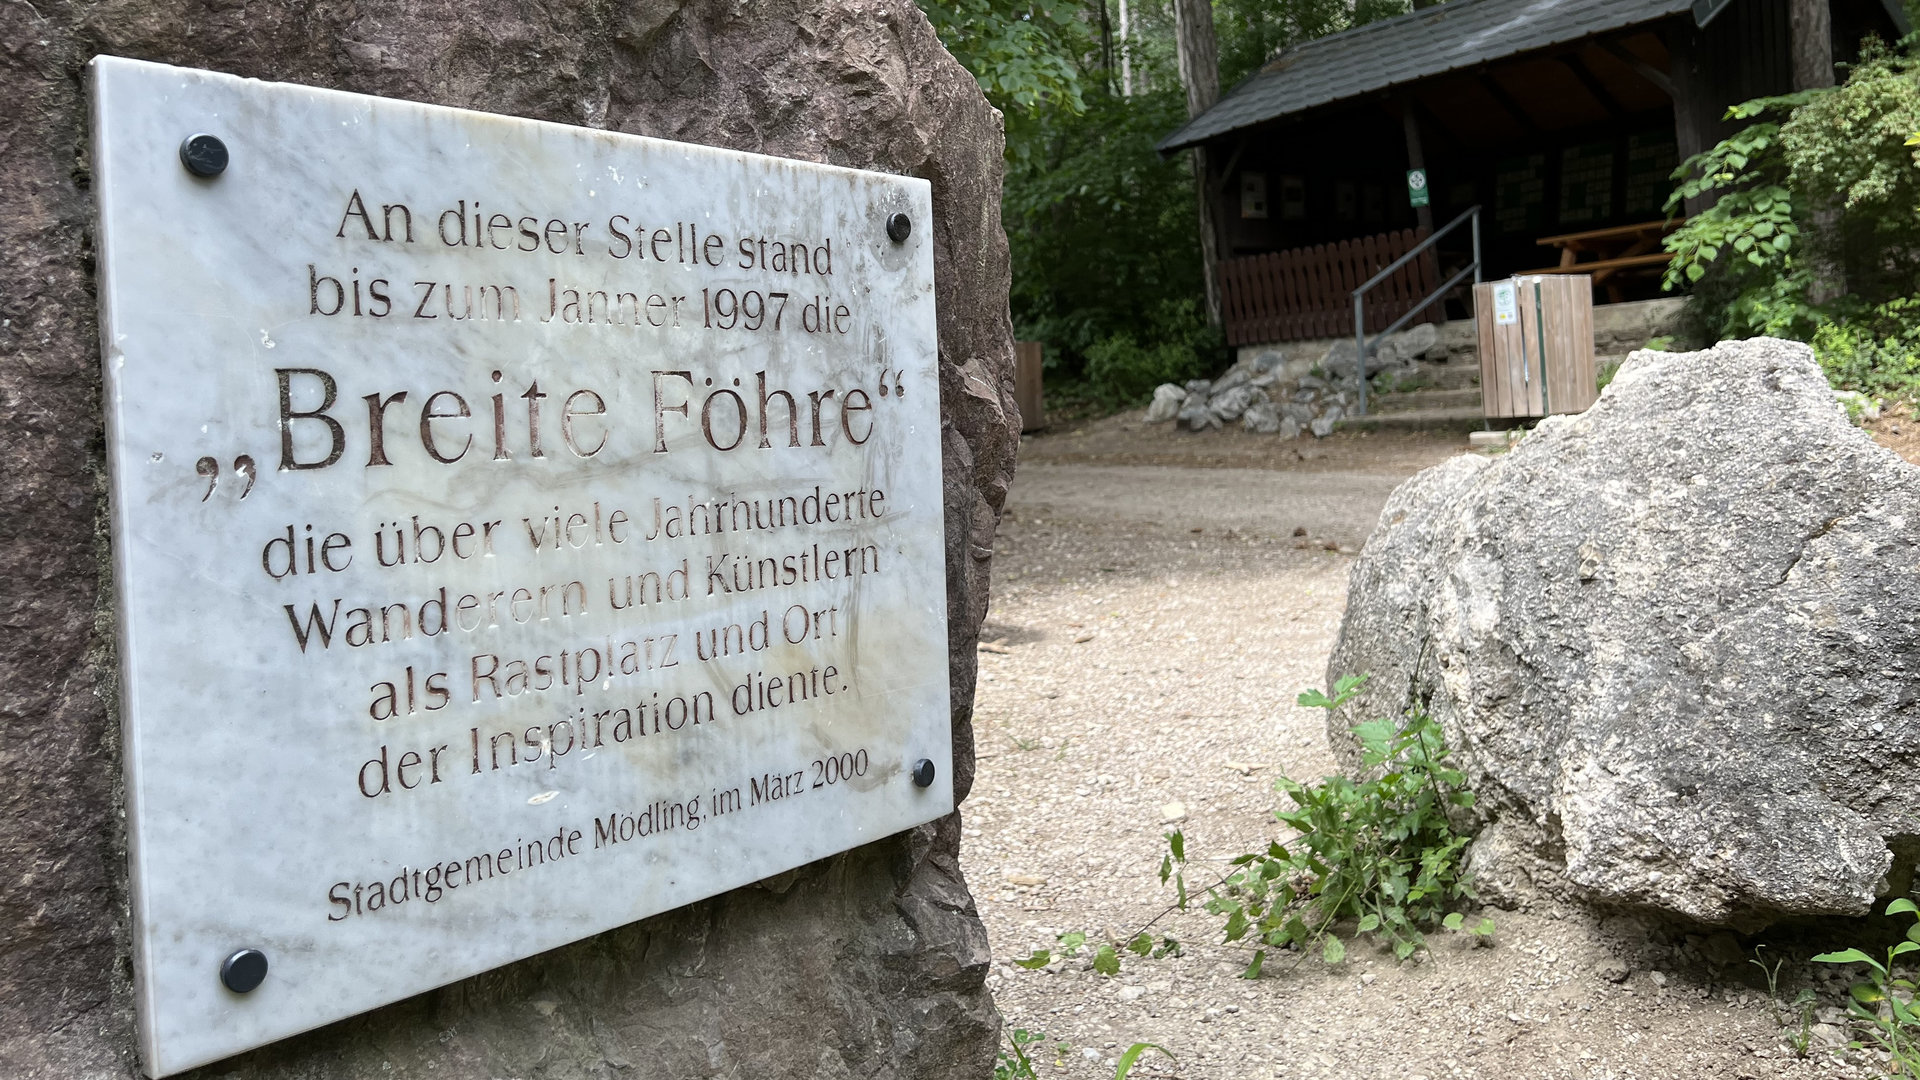 An dieser Stelle stand
bis zum Jänner 1997 die
„Breite Föhre“
die über viele Jahrhunderte
Wanderern und Künstlern
als Rastplatz und Ort
der Inspiration diente.
Stadtgemeinde Mödling, im März 2000